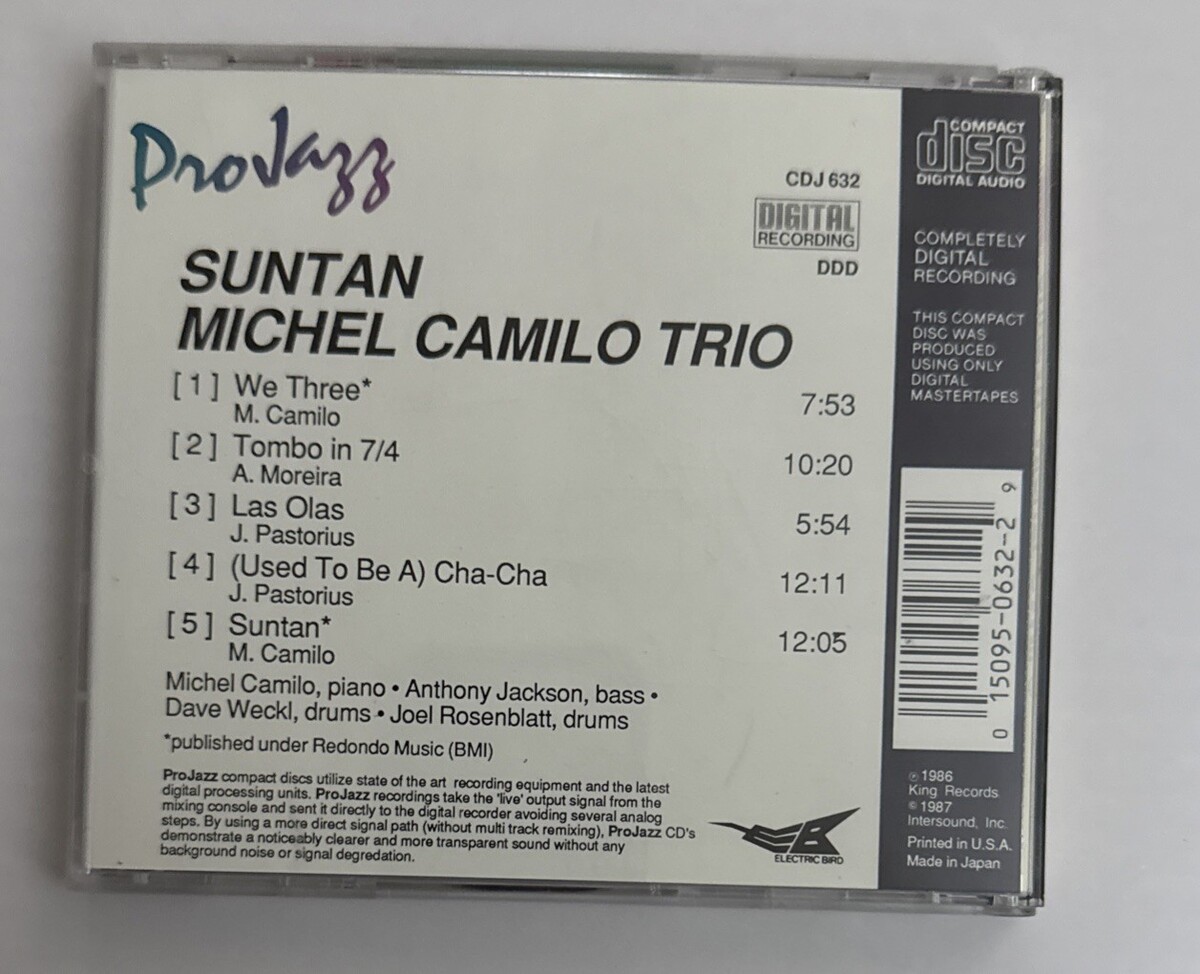 ProJazz
CDJ 632
DIGITAL
RECORDING
DDD
SUNTAN
MICHEL CAMILO TRIO
[1] We Three* 7:53
M. Camilo
[2] Tombo in 7/4 10:20
A. Moreira
[3] Las Olas 5:54
J. Pastorius
[4] (Used To Be A) Cha-Cha 12:11
J. Pastorius
[5] Suntan* 12:05
M. Camilo
Michel Camilo, piano • Anthony Jackson, bass •
Dave Weckl, drums • Joel Rosenblatt, drums
*published under Redondo Music (BMI)
ProJazz compact discs utilize state of the art recording equipment and the latest
digital processing units. ProJazz recordings take the 'live' output signal from the
mixing console and sent it directly to the digital recorder avoiding several analog
steps. By using a more direct signal path (without multi track remixing), ProJazz CD's
demonstrate a noticeably clearer and more transparent sound without any
background noise or signal degredation.
ELECTRIC BIRD
COMPACT
disc
DIGITAL AUDIO
COMPLETELY
DIGITAL
RECORDING
THIS COMPACT
DISC WAS
PRODUCED
USING ONLY
DIGITAL
MASTERTAPES
0 15095-0632-2 9
℗ 1986
King Records
© 1987
Intersound, Inc.
Printed in U.S.A.
Made in Japan